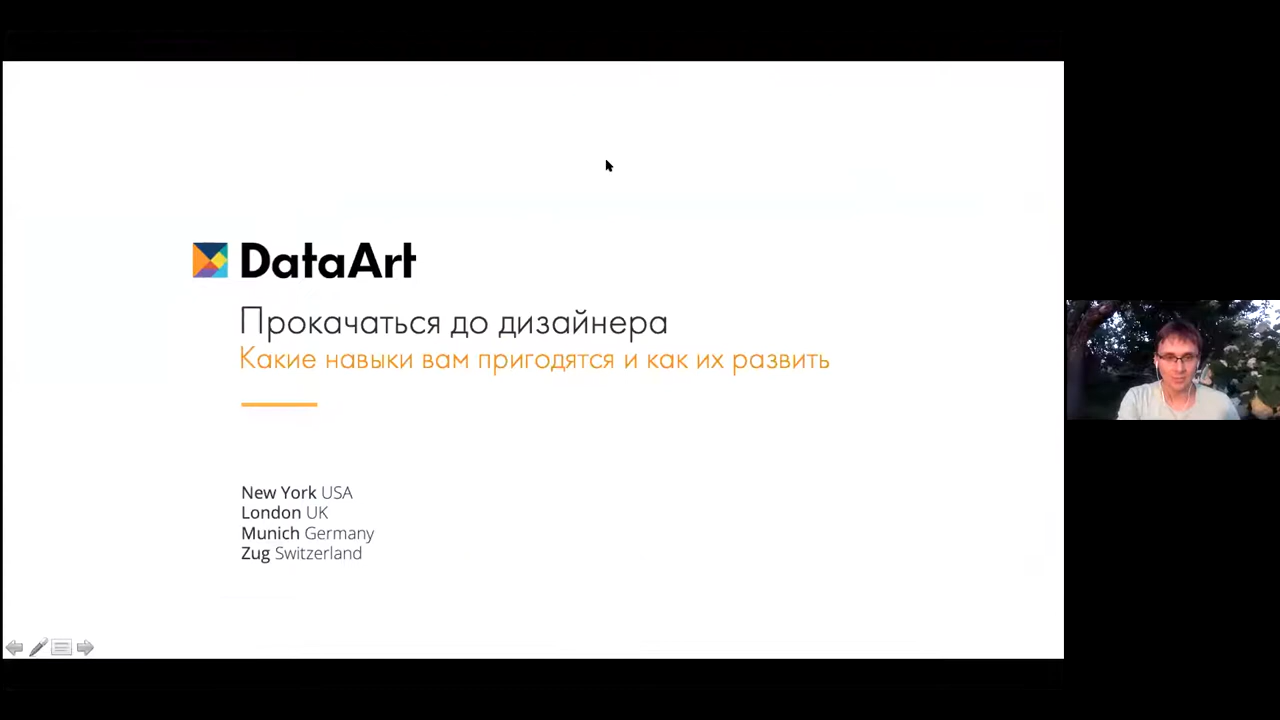 DataArt
Прокачаться до дизайнера
Какие навыки вам пригодятся и как их развить
New York USA
London UK
Munich Germany
Zug Switzerland